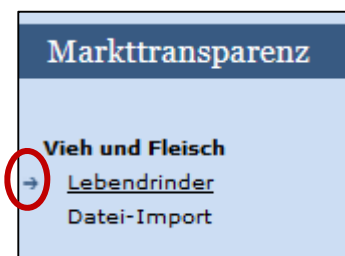 Markttransparenz
Vieh und Fleisch
Lebendrinder
Datei-Import